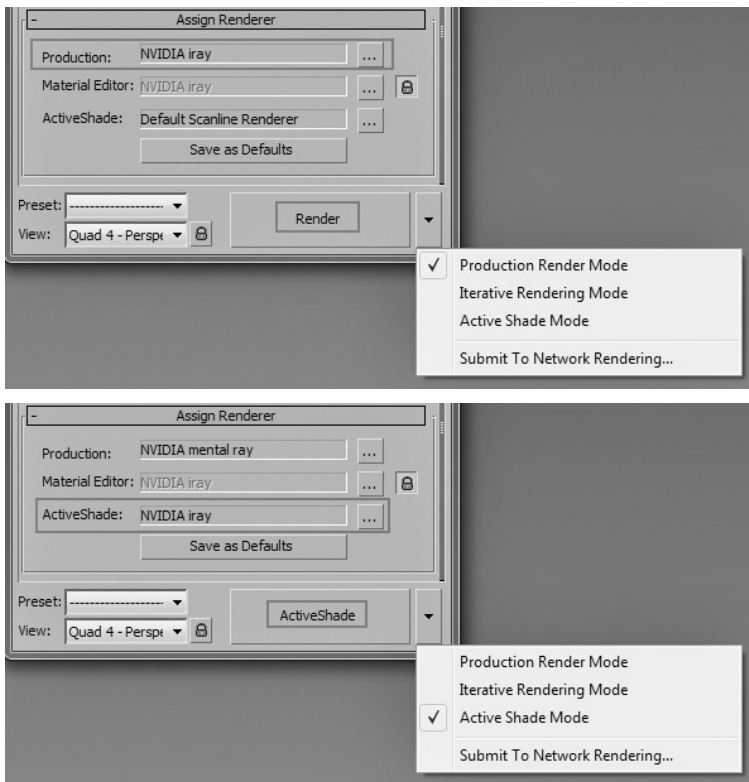 - Assign Renderer
Production: NVIDIA iray ...
Material Editor: NVIDIA iray ...
ActiveShade: Default Scanline Renderer ...
Save as Defaults
Preset: --------------------
View: Quad 4 - Perspe
Render
Production Render Mode
Iterative Rendering Mode
Active Shade Mode
Submit To Network Rendering...
- Assign Renderer
Production: NVIDIA mental ray ...
Material Editor: NVIDIA iray ...
ActiveShade: NVIDIA iray ...
Save as Defaults
Preset: --------------------
View: Quad 4 - Perspe
ActiveShade
Production Render Mode
Iterative Rendering Mode
Active Shade Mode
Submit To Network Rendering...